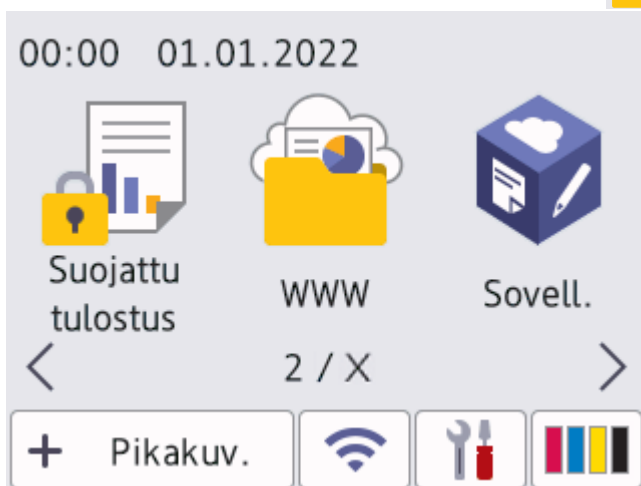 00:00 01.01.2022
Suojattu
tulostus
WWW
Sovell.
2 / X
+ Pikakuv.